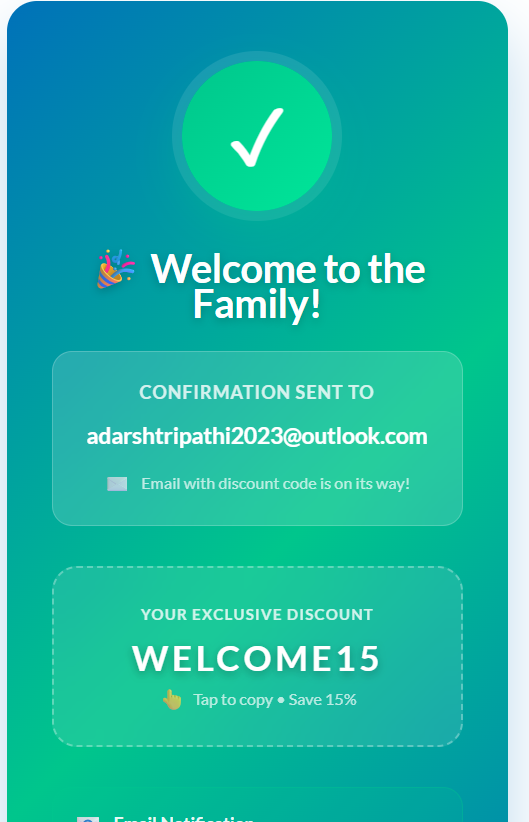 🎉 Welcome to the
Family!
CONFIRMATION SENT TO
adarshtripathi2023@outlook.com
Email with discount code is on its way!
YOUR EXCLUSIVE DISCOUNT
WELCOME15
👆 Tap to copy • Save 15%
Email Notification